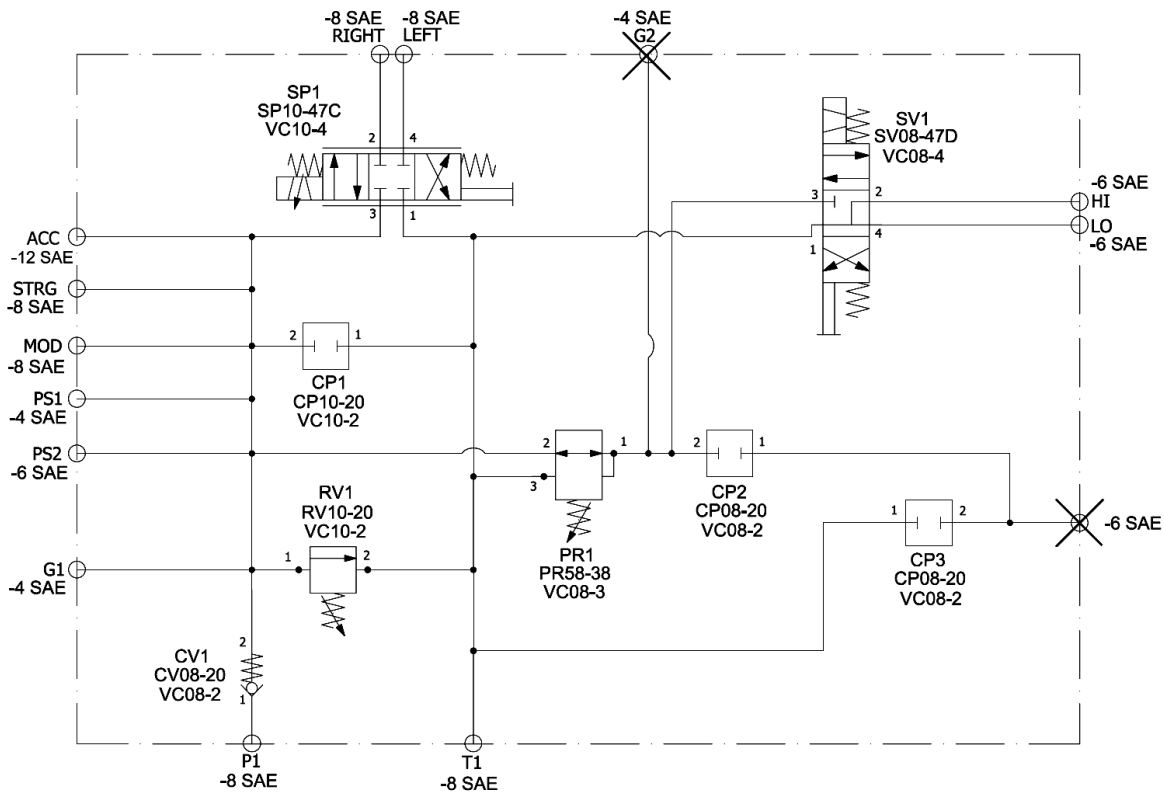 -8 SAE
RIGHT
-8 SAE
LEFT
-4 SAE
G2
SP1
SP10-47C
VC10-4
2
4
3
1
SV1
SV08-47D
VC08-4
3
2
1
4
-6 SAE
HI
LO
-6 SAE
ACC
-12 SAE
STRG
-8 SAE
MOD
-8 SAE
2
1
CP1
CP10-20
VC10-2
PS1
-4 SAE
PS2
-6 SAE
2
1
3
PR1
PR58-38
VC08-3
2
1
CP2
CP08-20
VC08-2
RV1
RV10-20
VC10-2
1
2
1
2
CP3
CP08-20
VC08-2
-6 SAE
G1
-4 SAE
2
CV1
CV08-20
VC08-2
1
P1
-8 SAE
T1
-8 SAE